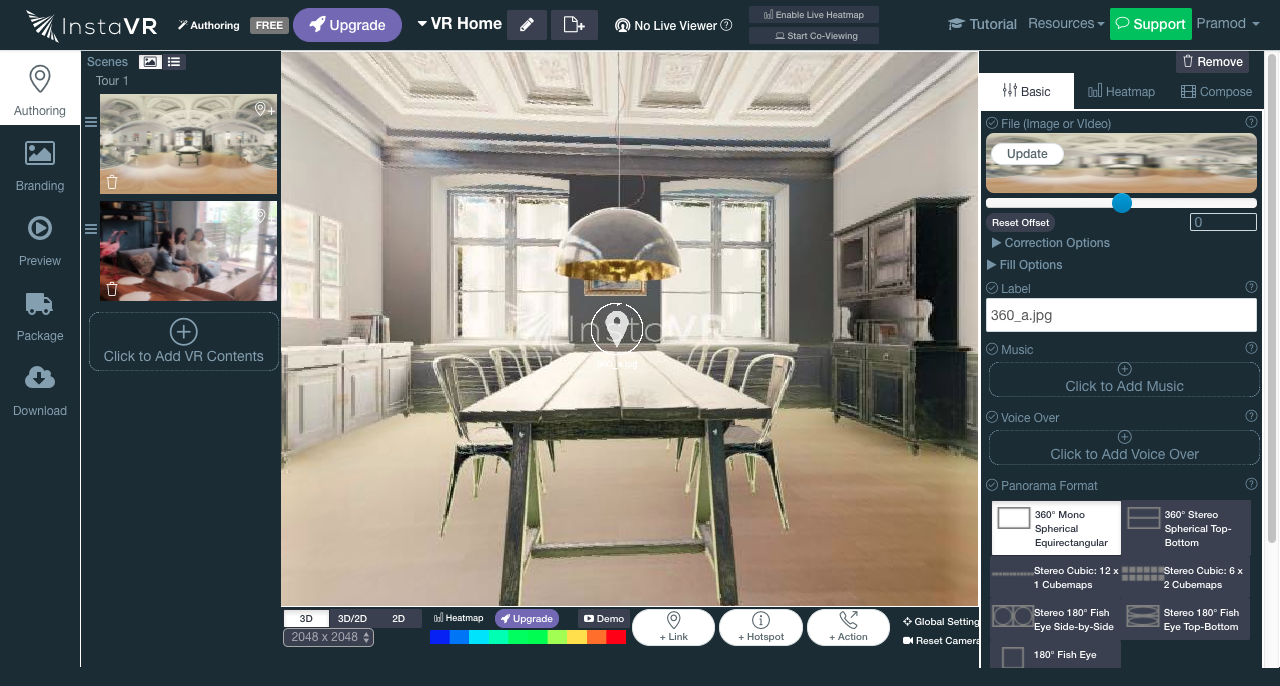 InstaVR
Authoring
FREE
Upgrade
VR Home
No Live Viewer
Enable Live Heatmap
Start Co-Viewing
Tutorial
Resources
Support
Pramod
Authoring
Branding
Preview
Package
Download
Scenes
Tour 1
Click to Add VR Contents
InstaVR
3D
3D/2D
2D
2048 x 2048
Heatmap
Upgrade
Demo
+ Link
+ Hotspot
+ Action
Global Setting
Reset Camera
Remove
Basic
Heatmap
Compose
File (Image or VIdeo)
Update
Reset Offset
0
Correction Options
Fill Options
Label
360_a.jpg
Music
Click to Add Music
Voice Over
Click to Add Voice Over
Panorama Format
360° Mono
Spherical
Equirectangular
360° Stereo
Spherical Top-
Bottom
Stereo Cubic: 12 x
1 Cubemaps
Stereo Cubic: 6 x
2 Cubemaps
Stereo 180° Fish
Eye Side-by-Side
Stereo 180° Fish
Eye Top-Bottom
180° Fish Eye